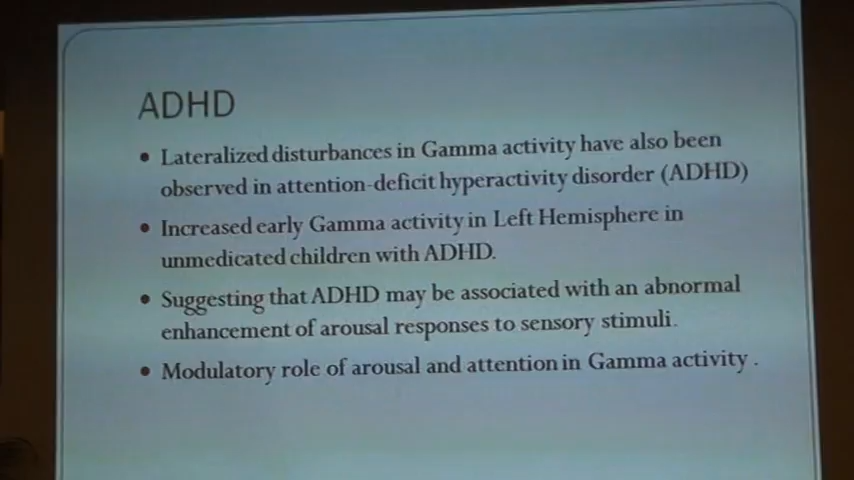 ADHD
• Lateralized disturbances in Gamma activity have also been
observed in attention-deficit hyperactivity disorder (ADHD)
• Increased early Gamma activity in Left Hemisphere in
unmedicated children with ADHD.
• Suggesting that ADHD may be associated with an abnormal
enhancement of arousal responses to sensory stimuli.
• Modulatory role of arousal and attention in Gamma activity .